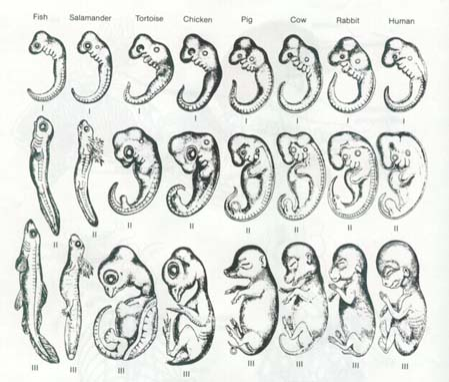 Fish Salamander Tortoise Chicken Pig Cow Rabbit Human
I I I I I I I I
II II II II II II II II
III III III III III III III III